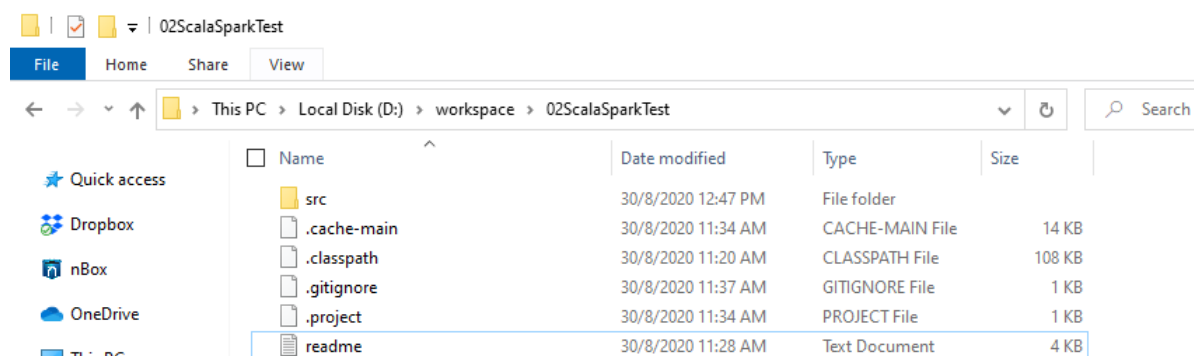 02ScalaSparkTest
File Home Share View
This PC > Local Disk (D:) > workspace > 02ScalaSparkTest Search
Name Date modified Type Size
Quick access
src 30/8/2020 12:47 PM File folder
Dropbox
.cache-main 30/8/2020 11:34 AM CACHE-MAIN File 14 KB
.classpath 30/8/2020 11:20 AM CLASSPATH File 108 KB
nBox
.gitignore 30/8/2020 11:37 AM GITIGNORE File 1 KB
OneDrive
.project 30/8/2020 11:34 AM PROJECT File 1 KB
readme 30/8/2020 11:28 AM Text Document 4 KB
This PC